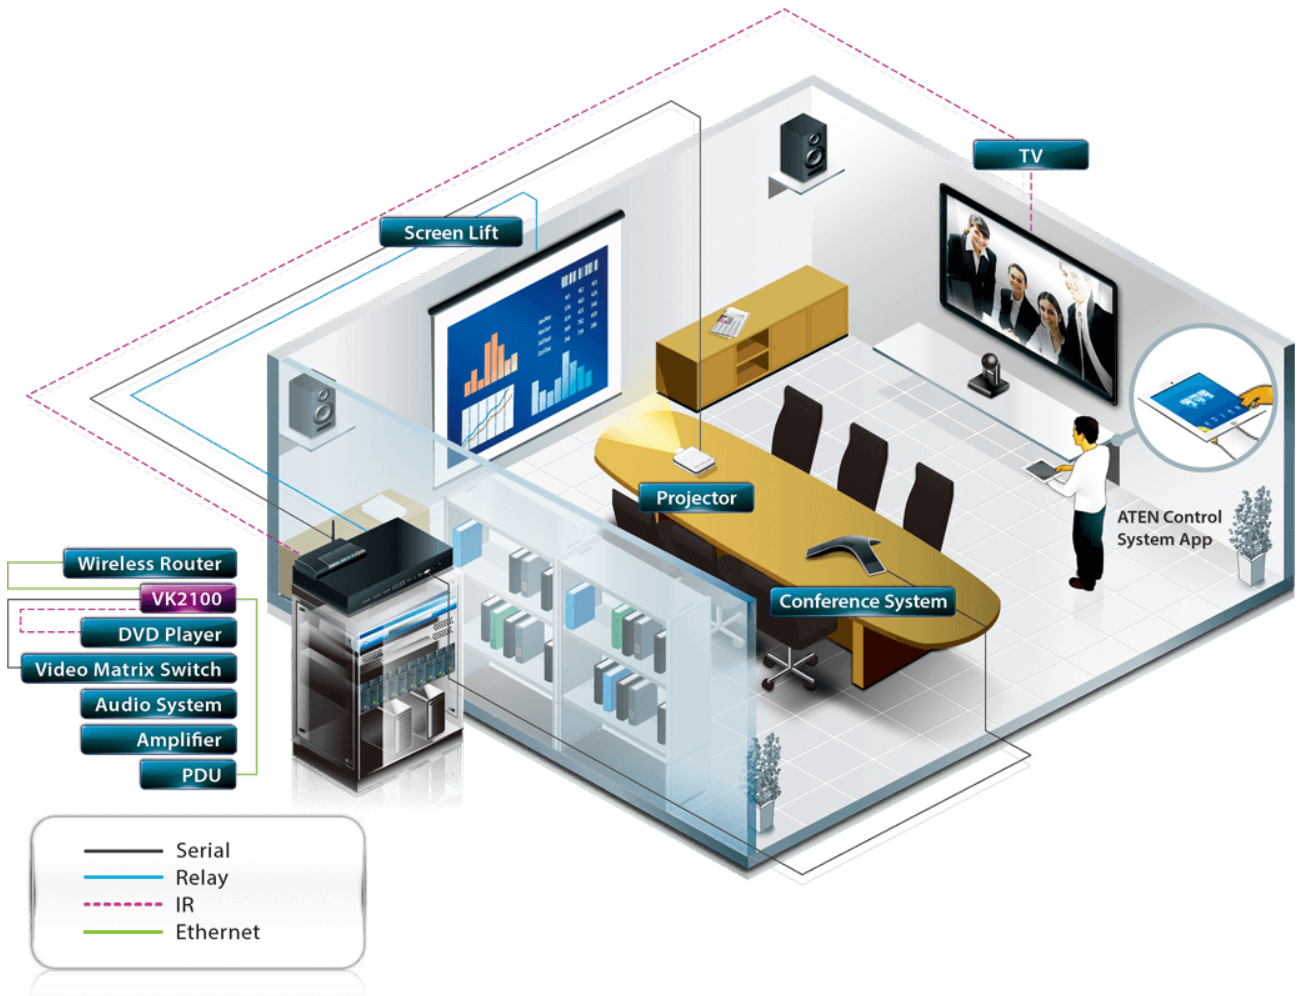 TV
Screen Lift
Projector
ATEN Control
System App
Wireless Router
VK2100
Conference System
DVD Player
Video Matrix Switch
Audio System
Amplifier
PDU
Serial
Relay
IR
Ethernet